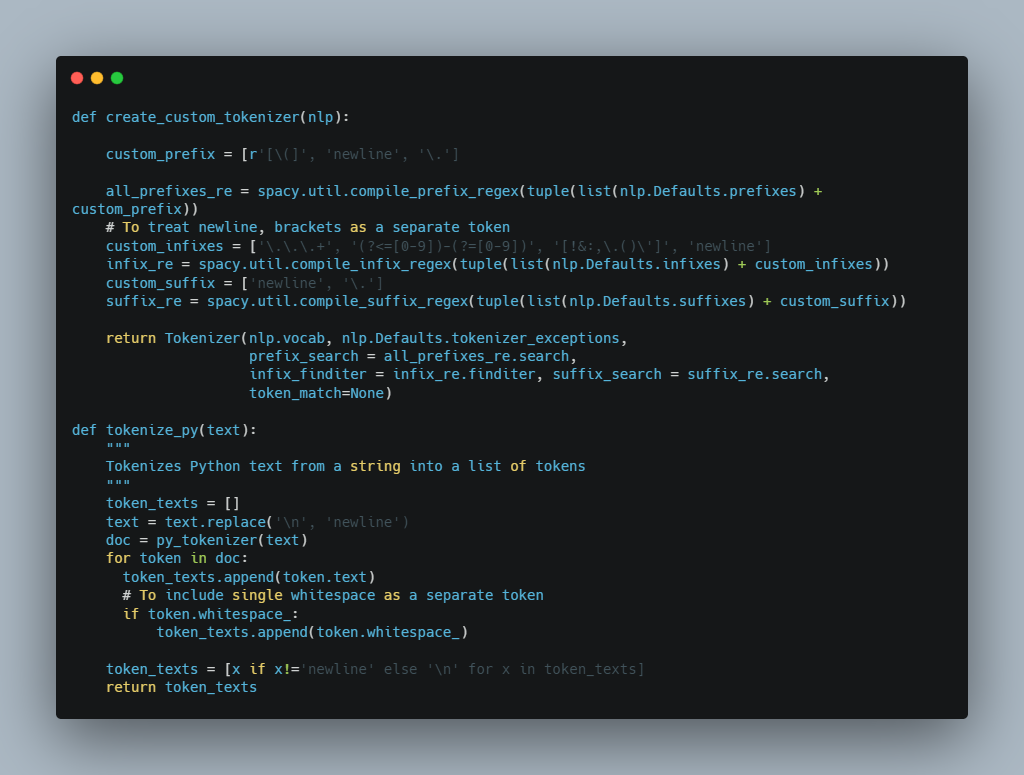 def create_custom_tokenizer(nlp):
    custom_prefix = [r'[\(]', 'newline', '\.']
    all_prefixes_re = spacy.util.compile_prefix_regex(tuple(list(nlp.Defaults.prefixes) +
custom_prefix))
    # To treat newline, brackets as a separate token
    custom_infixes = ['\.\.\.+', '(?<=[0-9])-(?=[0-9])', '[!&:,\.()\']', 'newline']
    infix_re = spacy.util.compile_infix_regex(tuple(list(nlp.Defaults.infixes) + custom_infixes))
    custom_suffix = ['newline', '\.']
    suffix_re = spacy.util.compile_suffix_regex(tuple(list(nlp.Defaults.suffixes) + custom_suffix))
    return Tokenizer(nlp.vocab, nlp.Defaults.tokenizer_exceptions,
                     prefix_search = all_prefixes_re.search,
                     infix_finditer = infix_re.finditer, suffix_search = suffix_re.search,
                     token_match=None)
def tokenize_py(text):
    """
    Tokenizes Python text from a string into a list of tokens
    """
    token_texts = []
    text = text.replace('\n', 'newline')
    doc = py_tokenizer(text)
    for token in doc:
      token_texts.append(token.text)
      # To include single whitespace as a separate token
      if token.whitespace_:
          token_texts.append(token.whitespace_)
    token_texts = [x if x!='newline' else '\n' for x in token_texts]
    return token_texts